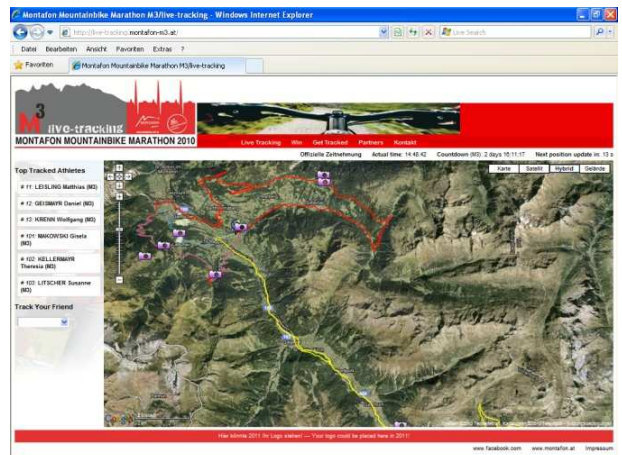 Montafon Mountainbike Marathon M3/live-tracking - Windows Internet Explorer
http://live-tracking.montafon-m3.at/
Live Search
Datei Bearbeiten Ansicht Favoriten Extras ?
Favoriten
Montafon Mountainbike Marathon M3/live-tracking
M3
live-tracking
MONTAFON MOUNTAINBIKE MARATHON 2010
Live Tracking Win Get Tracked Partners Kontakt
Offizielle Zeitnehmung Actual time: 14:48:42 Countdown (M3): 2 days 16:11:17 Next position update in: 13 s
Top Tracked Athletes
Karte Satellit Hybrid Gelände
# 11: LEISLING Matthias (M3)
# 12: GEISMAYR Daniel (M3)
# 13: KRENN Wolfgang (M3)
# 101: MAKOWSKI Gisela
(M3)
# 102: KELLERMAYR
Theresia (M3)
# 103: LITSCHER Susanne
(M3)
Track Your Friend
Hier könnte 2011 Ihr Logo stehen! --- Your logo could be placed here in 2011!
www.facebook.com www.montafon.at Impressum